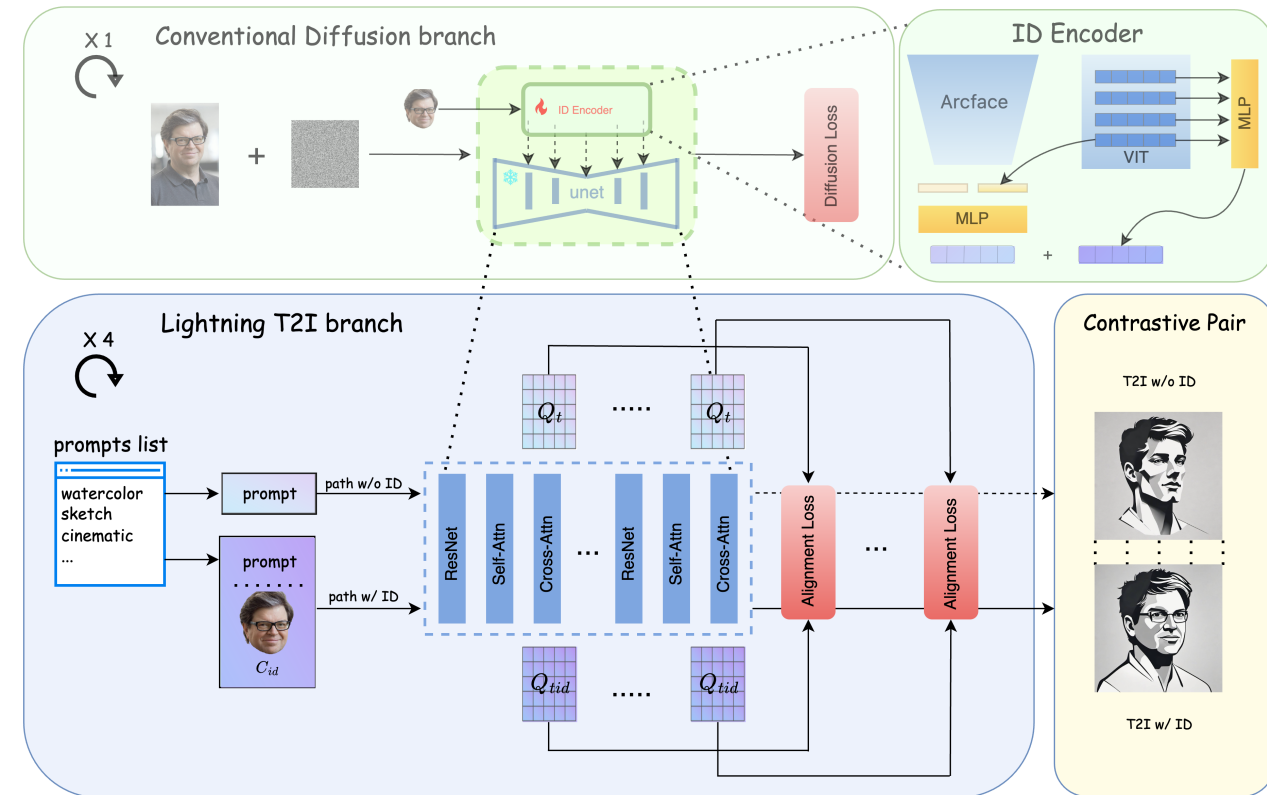 X 1
Conventional Diffusion branch
ID Encoder
unet
Diffusion Loss
ID Encoder
Arcface
VIT
MLP
MLP
+
+
X 4
Lightning T2I branch
prompts list
watercolor
sketch
cinematic
...
prompt
path w/o ID
prompt
.......
C_id
path w/ ID
Q_t
.....
Q_t
ResNet
Self-Attn
Cross-Attn
...
ResNet
Self-Attn
Cross-Attn
Q_tid
.....
Q_tid
Alignment Loss
...
Alignment Loss
Contrastive Pair
T2I w/o ID
T2I w/ ID